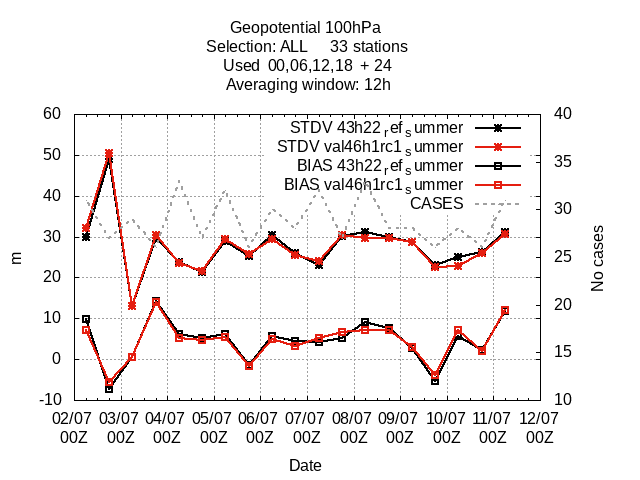 Geopotential 100hPa
Selection: ALL 33 stations
Used 00,06,12,18 + 24
Averaging window: 12h
60 40
STDV 43h22_ref_summer
STDV val46h1rc1_summer
BIAS 43h22_ref_summer
BIAS val46h1rc1_summer
CASES
50 35
40 30
30 25
20 20
10 15
0 10
-10
m
No cases
02/07 03/07 04/07 05/07 06/07 07/07 08/07 09/07 10/07 11/07 12/07
00Z 00Z 00Z 00Z 00Z 00Z 00Z 00Z 00Z 00Z 00Z
Date